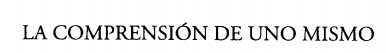 LA COMPRENSIÓN DE UNO MISMO